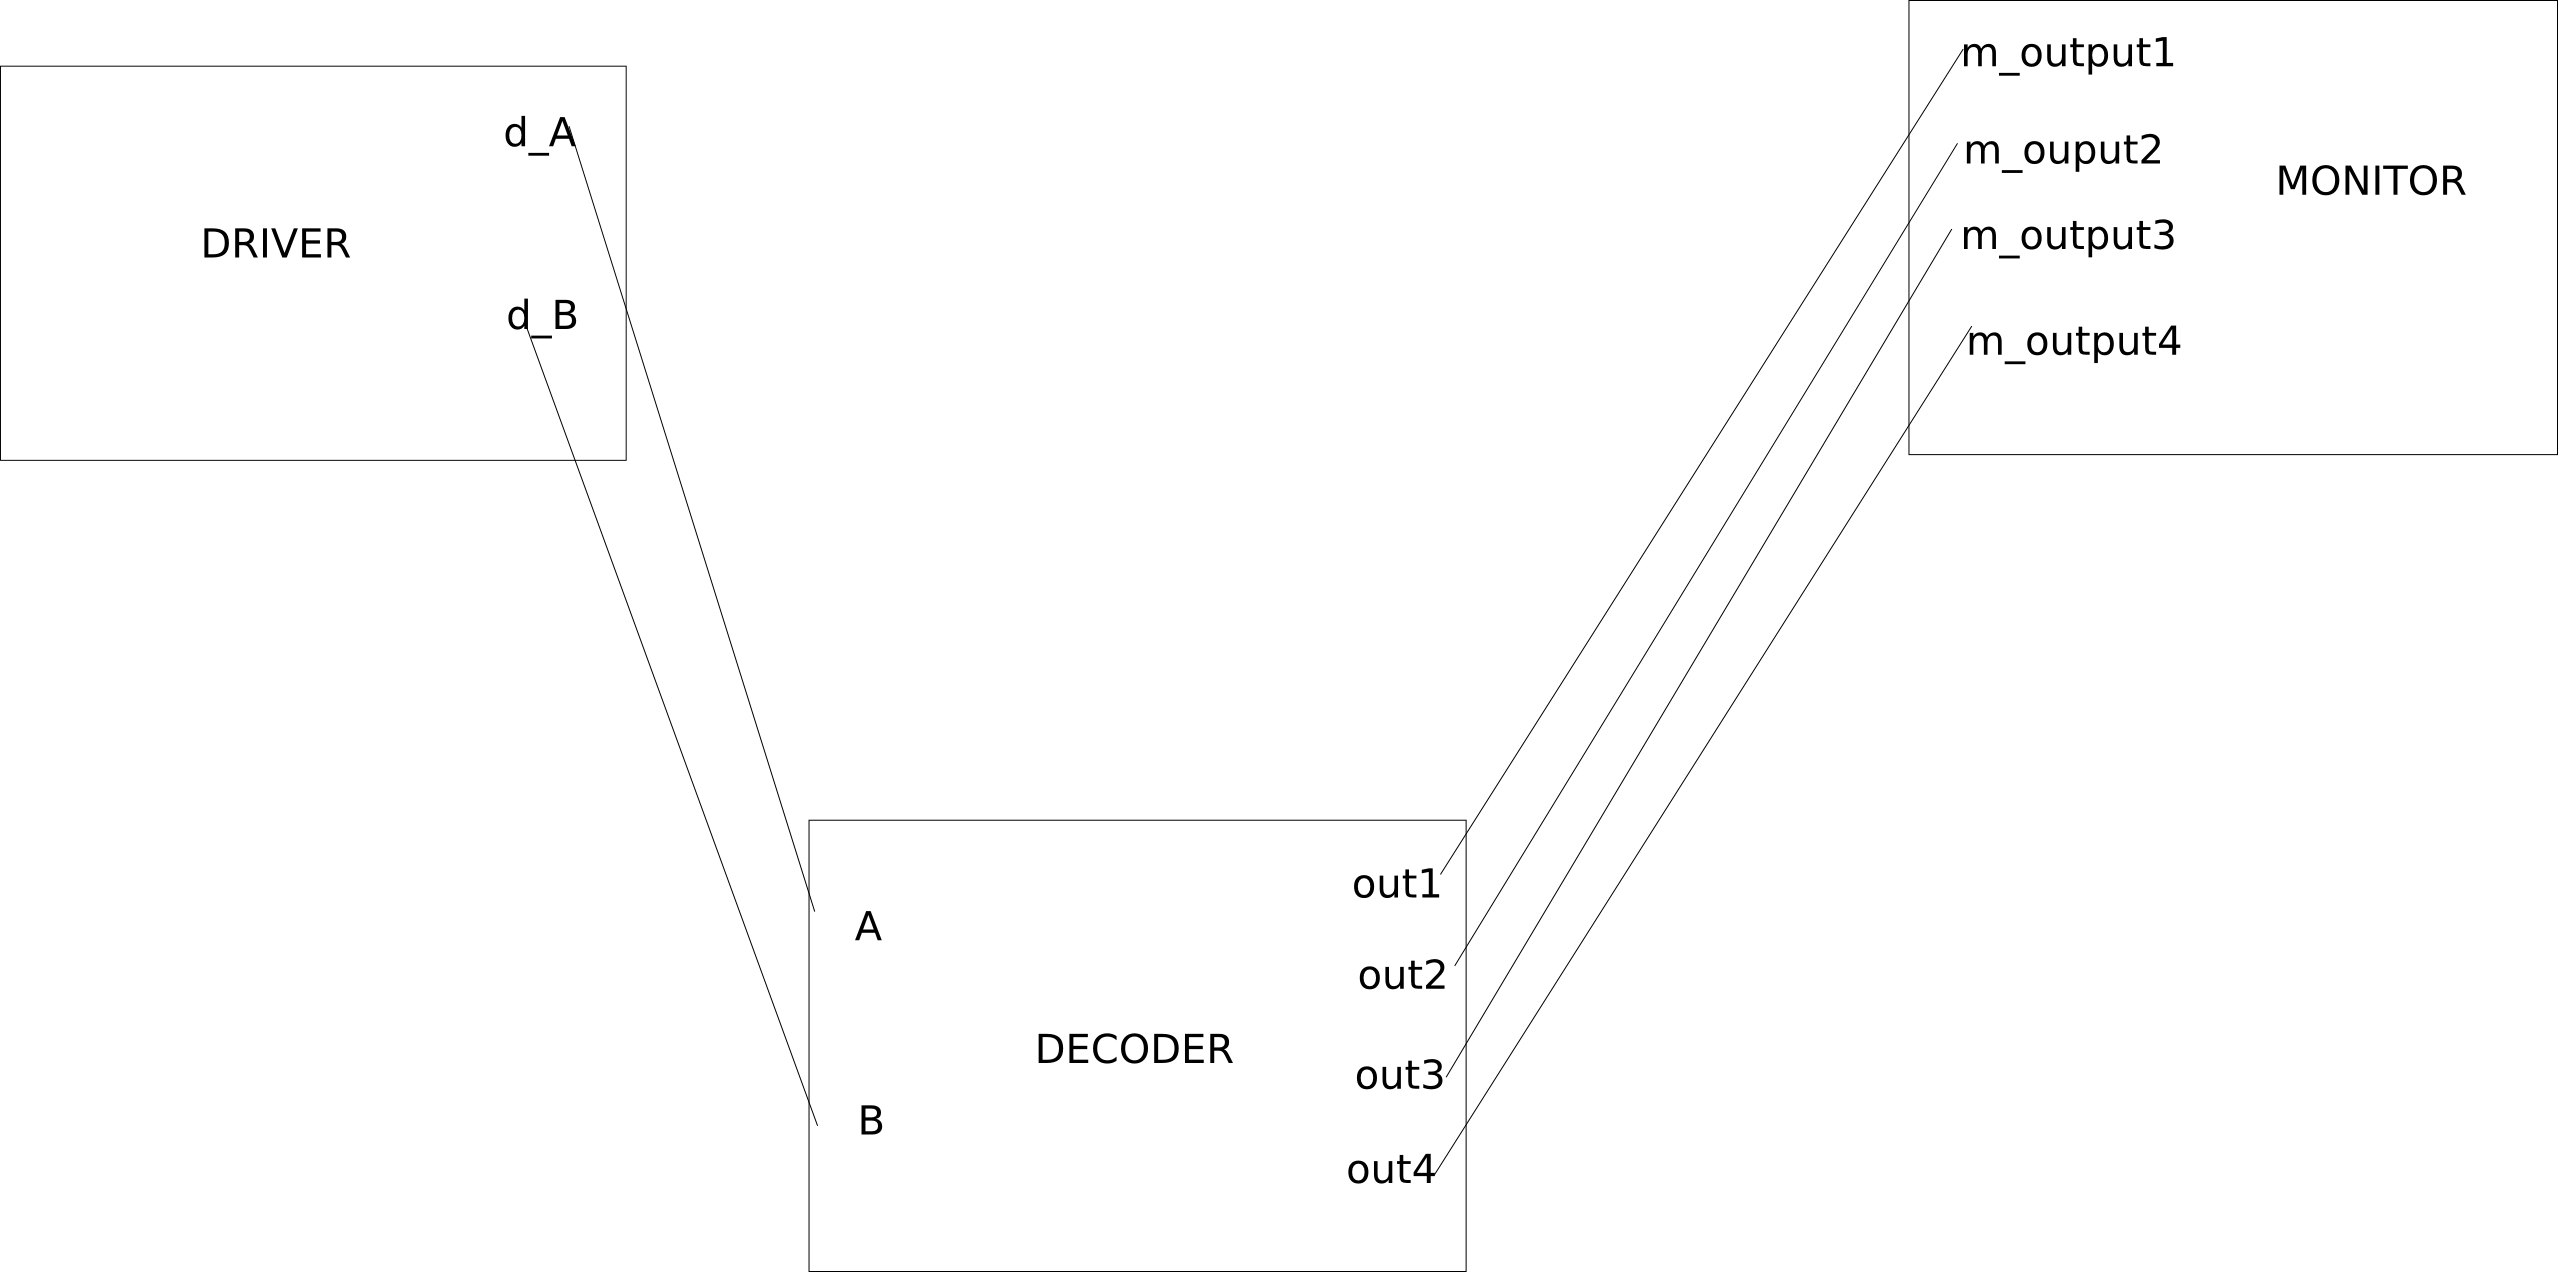 DRIVER
d_A
d_B
m_output1
m_ouput2
m_output3
m_output4
MONITOR
A
B
DECODER
out1
out2
out3
out4